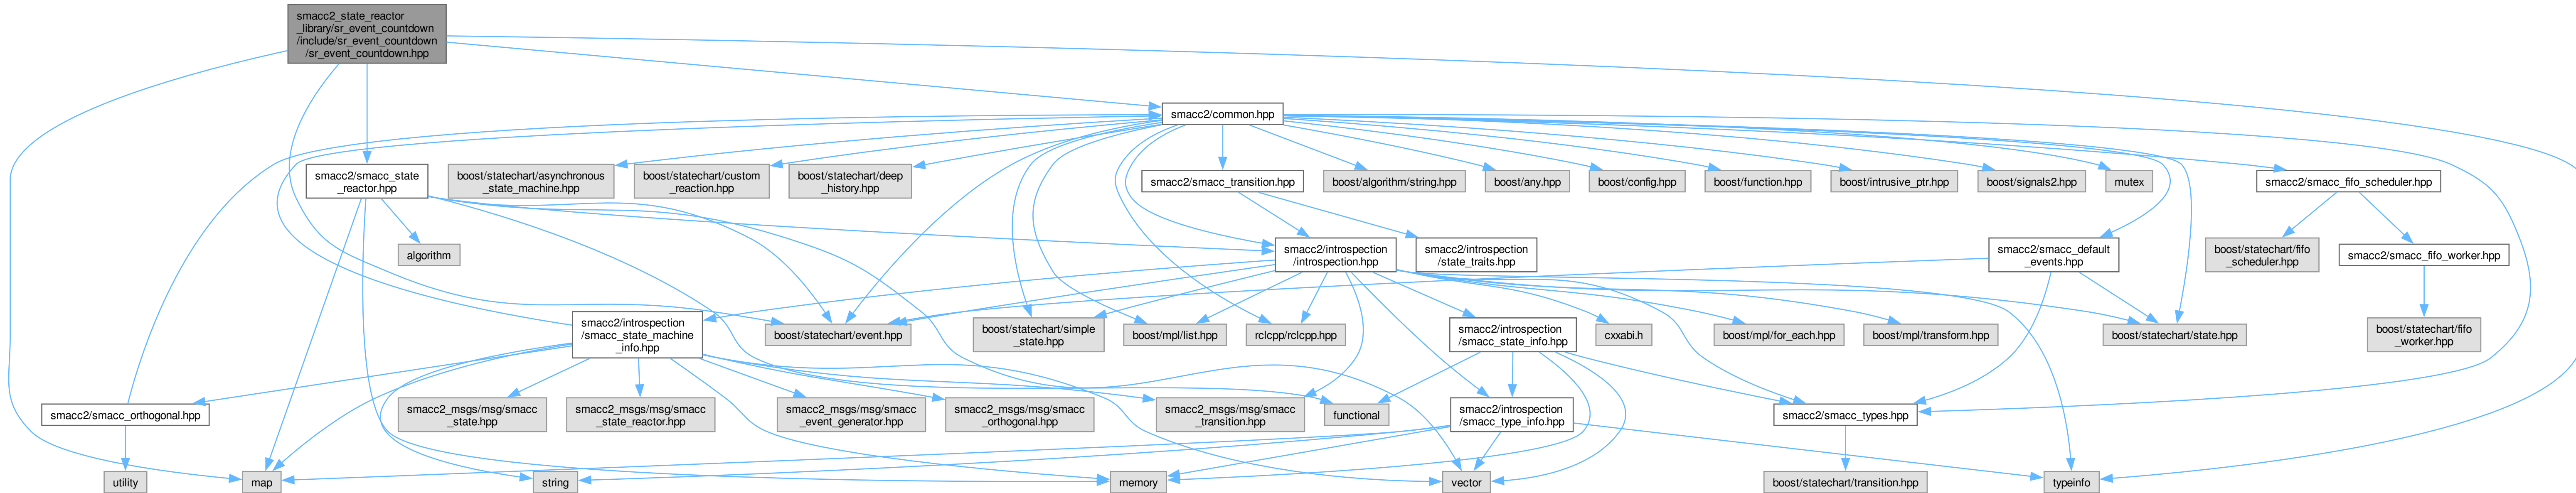 smacc2_state_reactor
_library/sr_event_countdown
/include/sr_event_countdown
/sr_event_countdown.hpp
smacc2/common.hpp
smacc2/smacc_state
_reactor.hpp
boost/statechart/asynchronous
_state_machine.hpp
boost/statechart/custom
_reaction.hpp
boost/statechart/deep
_history.hpp
smacc2/smacc_transition.hpp
boost/algorithm/string.hpp
boost/any.hpp
boost/config.hpp
boost/function.hpp
boost/intrusive_ptr.hpp
boost/signals2.hpp
mutex
smacc2/smacc_fifo_scheduler.hpp
algorithm
smacc2/introspection
/introspection.hpp
smacc2/introspection
/state_traits.hpp
smacc2/smacc_default
_events.hpp
boost/statechart/fifo
_scheduler.hpp
smacc2/smacc_fifo_worker.hpp
smacc2/introspection
/smacc_state_machine
_info.hpp
boost/statechart/event.hpp
boost/statechart/simple
_state.hpp
boost/mpl/list.hpp
rclcpp/rclcpp.hpp
smacc2/introspection
/smacc_state_info.hpp
cxxabi.h
boost/mpl/for_each.hpp
boost/mpl/transform.hpp
boost/statechart/state.hpp
boost/statechart/fifo
_worker.hpp
smacc2/smacc_orthogonal.hpp
smacc2_msgs/msg/smacc
_state.hpp
smacc2_msgs/msg/smacc
_state_reactor.hpp
smacc2_msgs/msg/smacc
_event_generator.hpp
smacc2_msgs/msg/smacc
_orthogonal.hpp
smacc2_msgs/msg/smacc
_transition.hpp
functional
smacc2/introspection
/smacc_type_info.hpp
smacc2/smacc_types.hpp
utility
map
string
memory
vector
boost/statechart/transition.hpp
typeinfo